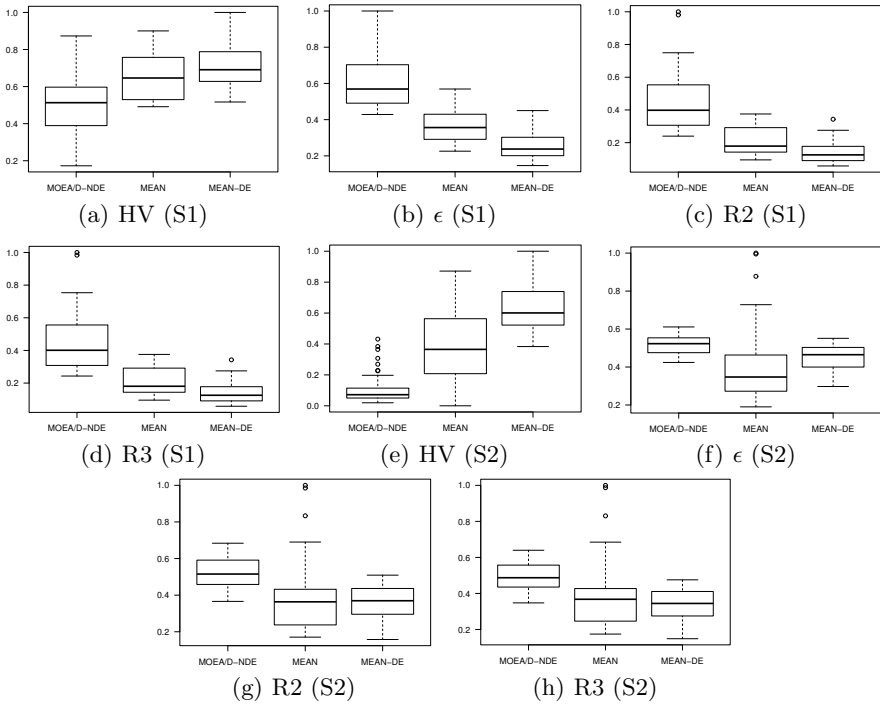 1.0
0.8
0.6
0.4
0.2
MOEA/D−NDE MEAN MEAN−DE
(a) HV (S1)
1.0
0.8
0.6
0.4
0.2
MOEA/D−NDE MEAN MEAN−DE
(b) ϵ (S1)
1.0
0.8
0.6
0.4
0.2
MOEA/D−NDE MEAN MEAN−DE
(c) R2 (S1)
1.0
0.8
0.6
0.4
0.2
MOEA/D−NDE MEAN MEAN−DE
(d) R3 (S1)
1.0
0.8
0.6
0.4
0.2
0.0
MOEA/D−NDE MEAN MEAN−DE
(e) HV (S2)
1.0
0.8
0.6
0.4
0.2
MOEA/D−NDE MEAN MEAN−DE
(f) ϵ (S2)
1.0
0.8
0.6
0.4
0.2
MOEA/D−NDE MEAN MEAN−DE
(g) R2 (S2)
1.0
0.8
0.6
0.4
0.2
MOEA/D−NDE MEAN MEAN−DE
(h) R3 (S2)